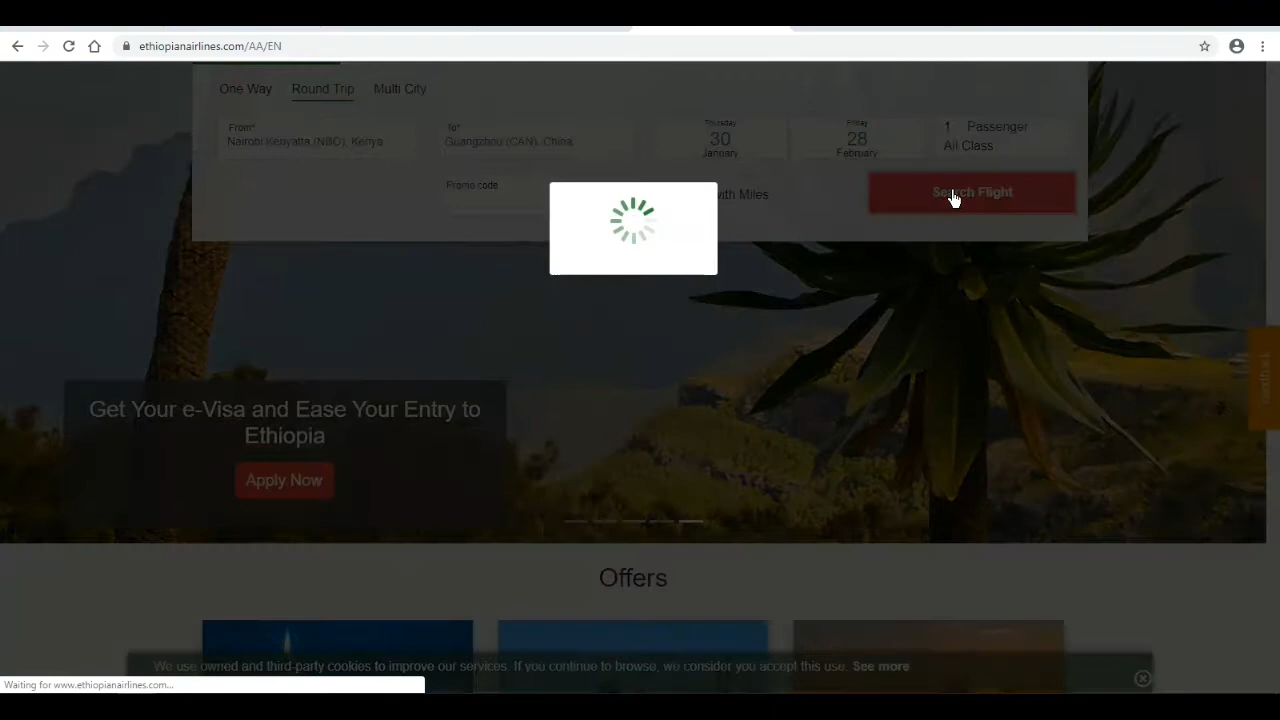 ethiopianairlines.com/AA/EN
One Way Round Trip Multi City
From*
Nairobi Kenyatta (NBO), Kenya
To*
Guangzhou (CAN), China
Thursday
30
January
Friday
28
February
1 Passenger
All Class
Promo code
with Miles
Search Flight
Feedback
Get Your e-Visa and Ease Your Entry to
Ethiopia
Apply Now
Offers
We use owned and third-party cookies to improve our services. If you continue to browse, we consider you accept this use. See more
Waiting for www.ethiopianairlines.com...